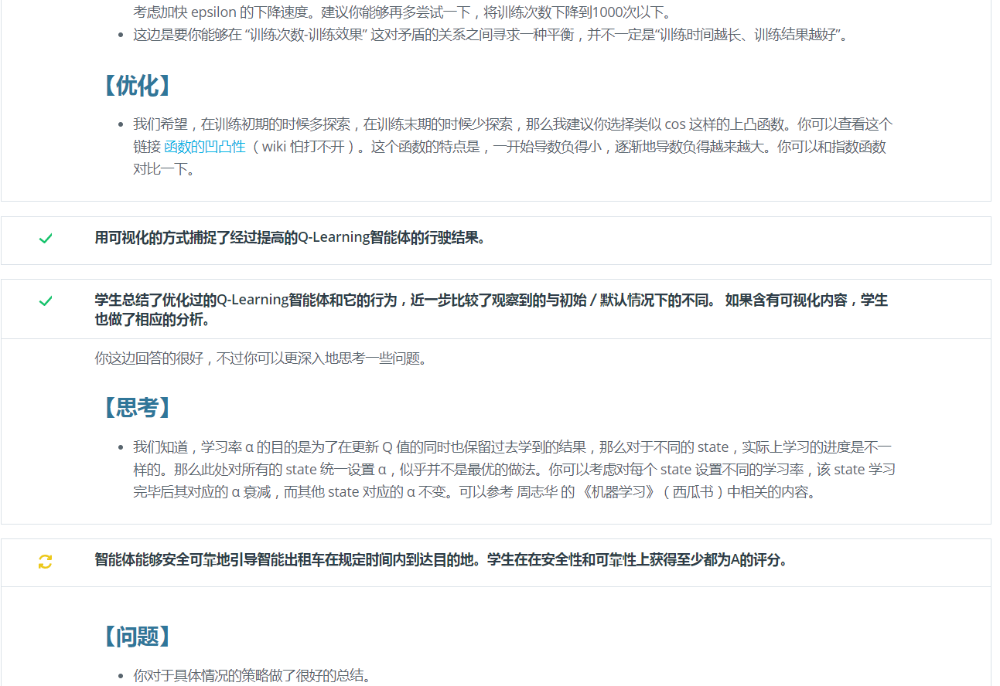 考虑加快 epsilon 的下降速度。建议你能够再多尝试一下，将训练次数下降到1000次以下。
这边是要你能够在 “训练次数-训练效果” 这对矛盾的关系之间寻求一种平衡，并不一定是“训练时间越长、训练结果越好”。
【优化】
我们希望，在训练初期的时候多探索，在训练末期的时候少探索，那么我建议你选择类似 cos 这样的上凸函数。你可以查看这个
链接 函数的凹凸性 （ wiki 怕打不开 ）。这个函数的特点是，一开始导数负得小，逐渐地导数负得越来越大。你可以和指数函数
对比一下。
用可视化的方式捕捉了经过提高的Q-Learning智能体的行驶结果。
学生总结了优化过的Q-Learning智能体和它的行为，近一步比较了观察到的与初始 / 默认情况下的不同。 如果含有可视化内容，学生
也做了相应的分析。
你这边回答的很好，不过你可以更深入地思考一些问题。
【思考】
我们知道，学习率 α 的目的是为了在更新 Q 值的同时也保留过去学到的结果，那么对于不同的 state，实际上学习的进度是不一
样的。那么此处对所有的 state 统一设置 α，似乎并不是最优的做法。你可以考虑对每个 state 设置不同的学习率，该 state 学习
完毕后其对应的 α 衰减，而其他 state 对应的 α 不变。可以参考 周志华 的 《机器学习》（ 西瓜书 ）中相关的内容。
智能体能够安全可靠地引导智能出租车在规定时间内到达目的地。学生在在安全性和可靠性上获得至少都为A的评分。
【问题】
你对于具体情况的策略做了很好的总结。